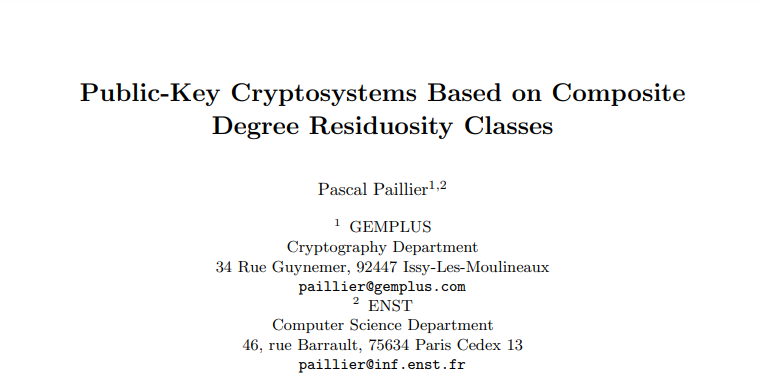 Public-Key Cryptosystems Based on Composite
Degree Residuosity Classes
Pascal Paillier1,2
1 GEMPLUS
Cryptography Department
34 Rue Guynemer, 92447 Issy-Les-Moulineaux
paillier@gemplus.com
2 ENST
Computer Science Department
46, rue Barrault, 75634 Paris Cedex 13
paillier@inf.enst.fr